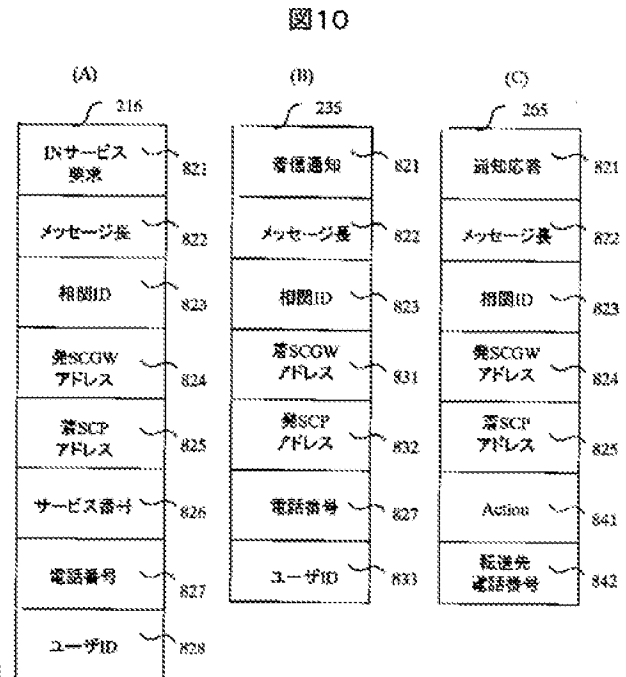 図10
(A)
216
INサービス
要求
821
メッセージ長
822
相関ID
823
発SCGW
アドレス
824
着SCP
アドレス
825
サービス番号
826
電話番号
827
ユーザID
828
(B)
235
着信通知
821
メッセージ長
822
相関ID
823
着SCGW
アドレス
831
発SCP
アドレス
832
電話番号
827
ユーザID
833
(C)
265
通知応答
821
メッセージ長
822
相関ID
823
発SCGW
アドレス
824
着SCP
アドレス
825
Action
841
転送先
電話番号
842